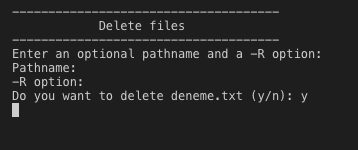 --------------------------------------
Delete files
--------------------------------------
Enter an optional pathname and a -R option:
Pathname:
-R option:
Do you want to delete deneme.txt (y/n): y